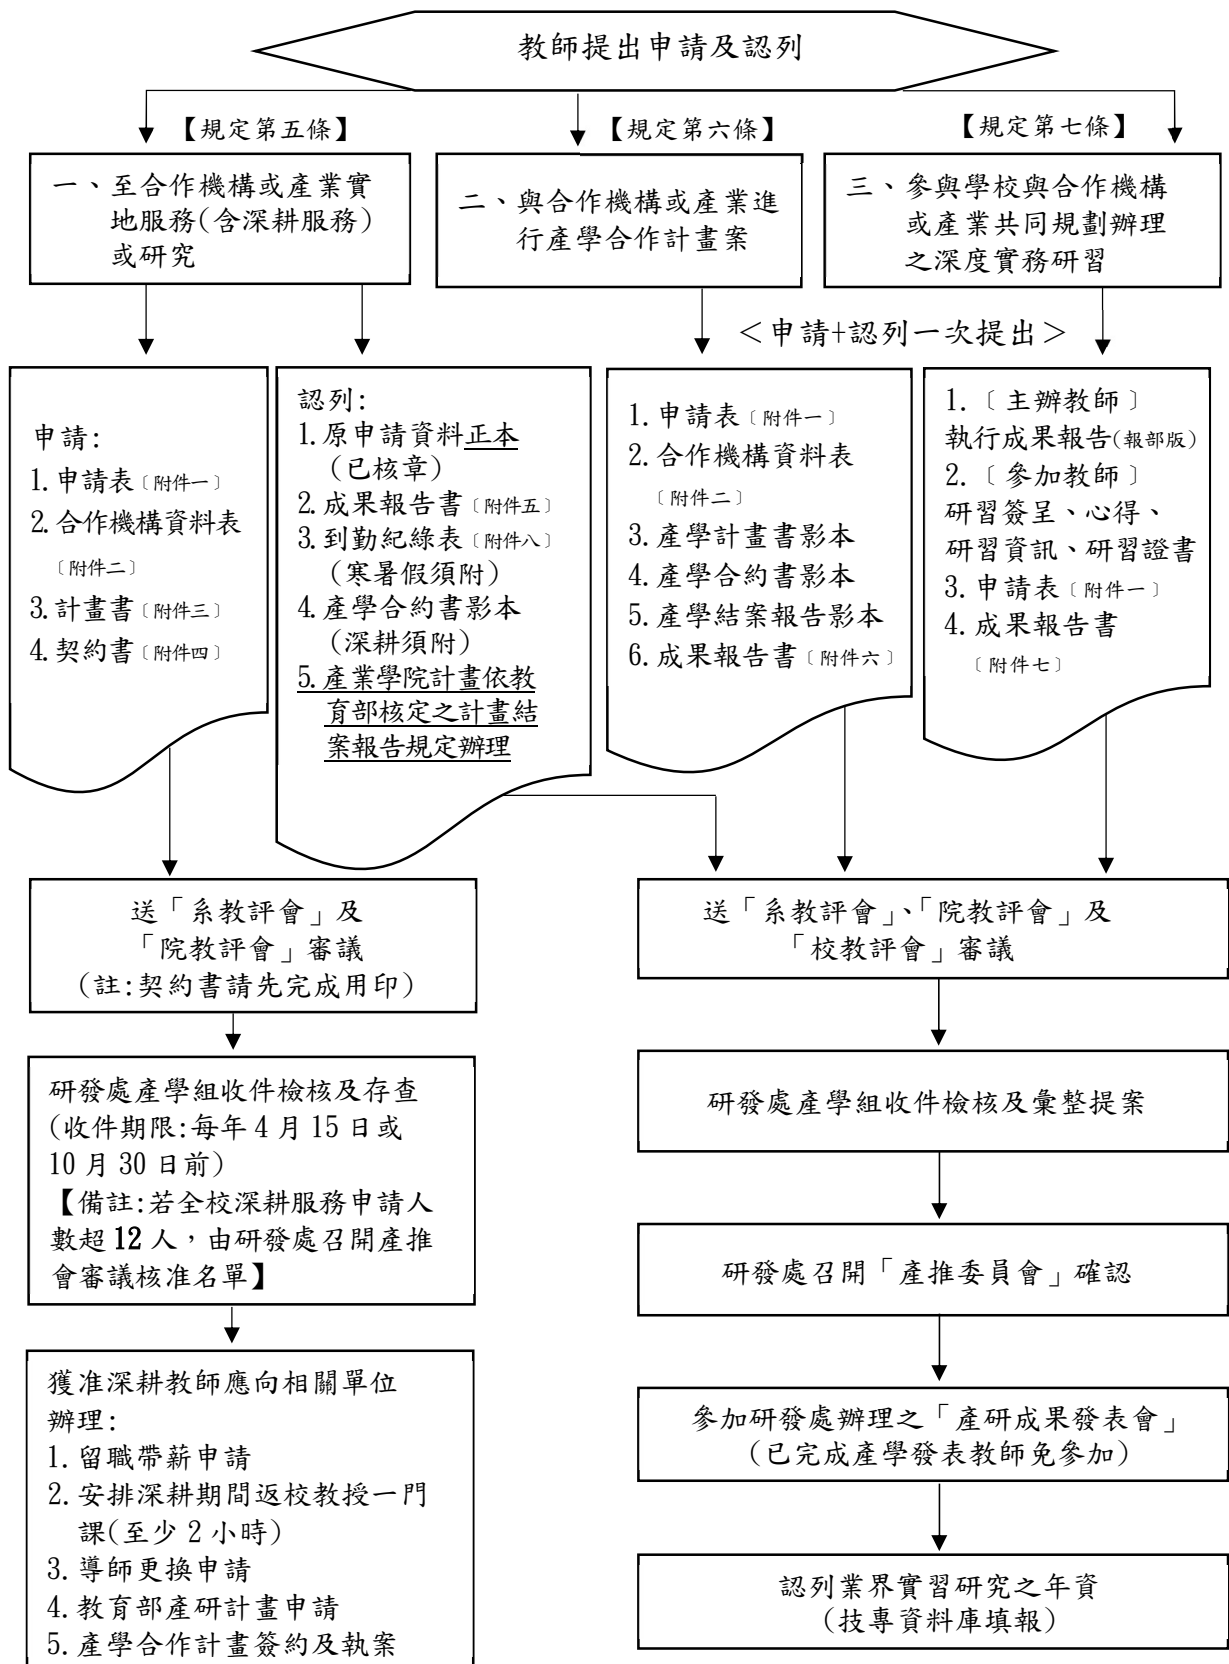 教師提出申請及認列
【規定第五條】
【規定第六條】
【規定第七條】
一、至合作機構或產業實
地服務(含深耕服務)
或研究
二、與合作機構或產業進
行產學合作計畫案
三、參與學校與合作機構
或產業共同規劃辦理
之深度實務研習
＜申請+認列一次提出＞
申請:
1.申請表〔附件一〕
2.合作機構資料表
〔附件二〕
3.計畫書〔附件三〕
4.契約書〔附件四〕
認列:
1.原申請資料正本
(已核章)
2.成果報告書〔附件五〕
3.到勤紀錄表〔附件八〕
(寒暑假須附)
4.產學合約書影本
(深耕須附)
5.產業學院計畫依教
育部核定之計畫結
案報告規定辦理
1.申請表〔附件一〕
2.合作機構資料表
〔附件二〕
3.產學計畫書影本
4.產學合約書影本
5.產學結案報告影本
6.成果報告書〔附件六〕
1.〔主辦教師〕
執行成果報告(報部版)
2.〔參加教師〕
研習簽呈、心得、
研習資訊、研習證書
3.申請表〔附件一〕
4.成果報告書
〔附件七〕
送「系教評會」及
「院教評會」審議
(註:契約書請先完成用印)
研發處產學組收件檢核及存查
(收件期限:每年 4 月 15 日或
10 月 30 日前)
【備註:若全校深耕服務申請人
數超 12 人，由研發處召開產推
會審議核准名單】
獲准深耕教師應向相關單位
辦理:
1.留職帶薪申請
2.安排深耕期間返校教授一門
課(至少 2 小時)
3.導師更換申請
4.教育部產研計畫申請
5.產學合作計畫簽約及執案
送「系教評會」、「院教評會」及
「校教評會」審議
研發處產學組收件檢核及彙整提案
研發處召開「產推委員會」確認
參加研發處辦理之「產研成果發表會」
(已完成產學發表教師免參加)
認列業界實習研究之年資
(技專資料庫填報)